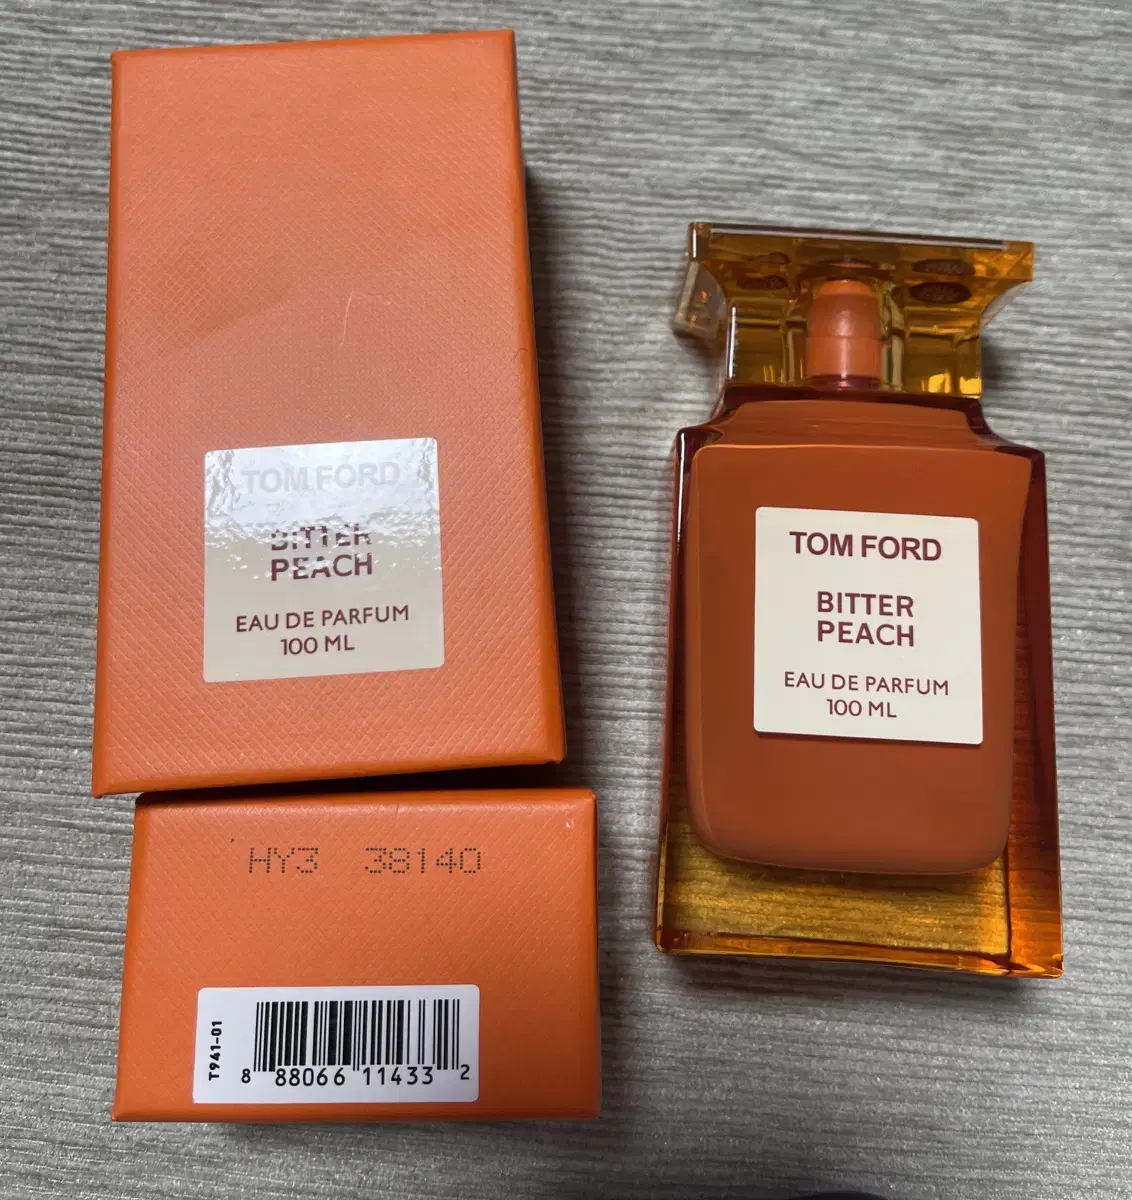 TOM FORD
BITTER
PEACH
EAU DE PARFUM
100 ML
TOM FORD
BITTER
PEACH
EAU DE PARFUM
100 ML
HY3 38140
T941-01
8 88066 11433 2